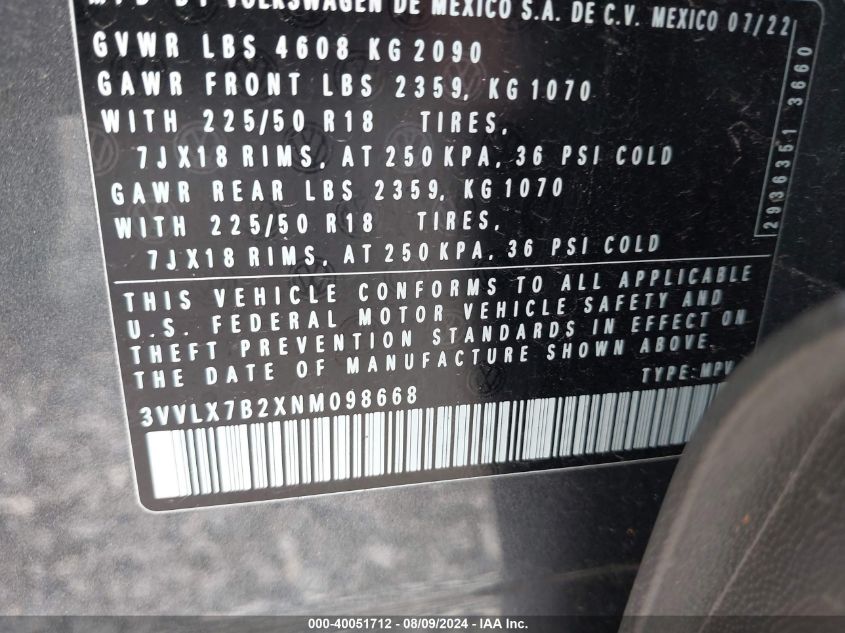 MFD BY VOLKSWAGEN DE MEXICO S.A. DE C.V. MEXICO 07/22
GVWR LBS 4608 KG 2090
GAWR FRONT LBS 2359, KG 1070
WITH 225/50 R18 TIRES,
7JX18 RIMS, AT 250 KPA, 36 PSI COLD
GAWR REAR LBS 2359, KG 1070
WITH 225/50 R18 TIRES,
7JX18 RIMS, AT 250 KPA, 36 PSI COLD
2936351 3660
THIS VEHICLE CONFORMS TO ALL APPLICABLE
U.S. FEDERAL MOTOR VEHICLE SAFETY AND
THEFT PREVENTION STANDARDS IN EFFECT ON
THE DATE OF MANUFACTURE SHOWN ABOVE.
TYPE: MPV
3VVLX7B2XNM098668
000-40051712 - 08/09/2024 - IAA Inc.